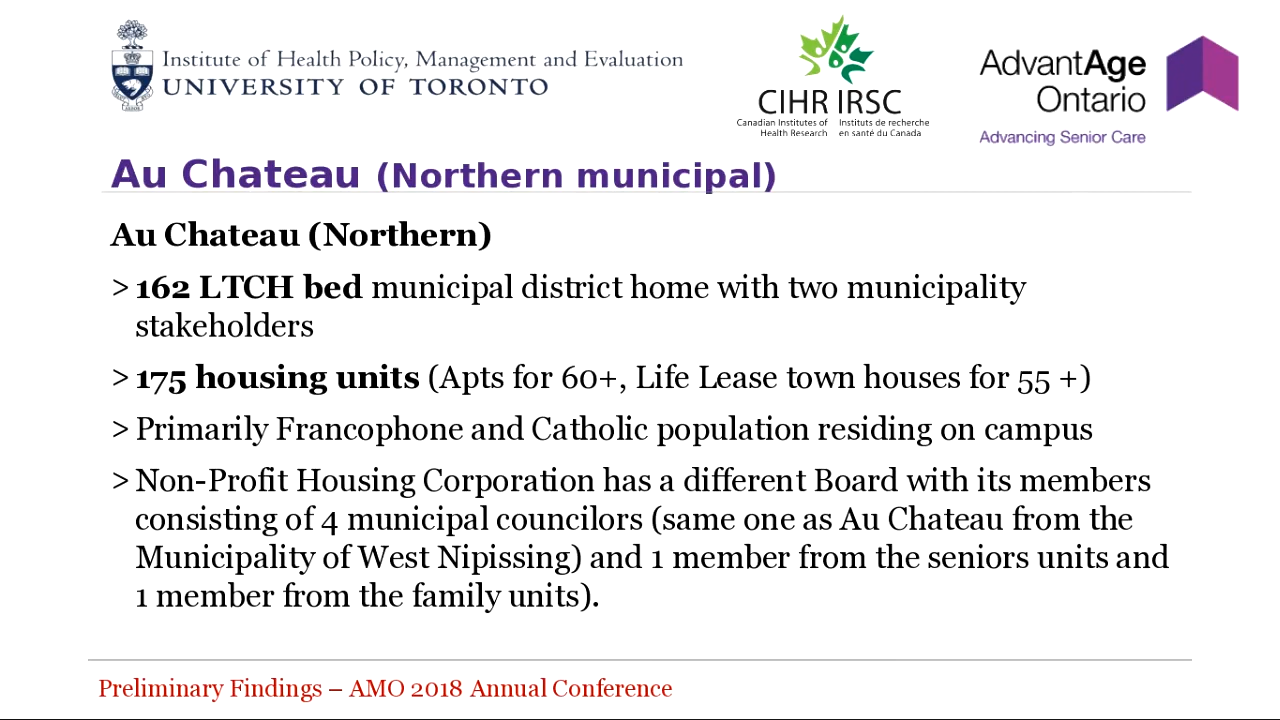 Institute of Health Policy, Management and Evaluation
UNIVERSITY OF TORONTO
CIHR IRSC
Canadian Institutes of Health Research
Instituts de recherche en santé du Canada
AdvantAge
Ontario
Advancing Senior Care
Au Chateau (Northern municipal)
Au Chateau (Northern)
> 162 LTCH bed municipal district home with two municipality
stakeholders
> 175 housing units (Apts for 60+, Life Lease town houses for 55 +)
> Primarily Francophone and Catholic population residing on campus
> Non-Profit Housing Corporation has a different Board with its members
consisting of 4 municipal councilors (same one as Au Chateau from the
Municipality of West Nipissing) and 1 member from the seniors units and
1 member from the family units).
Preliminary Findings – AMO 2018 Annual Conference